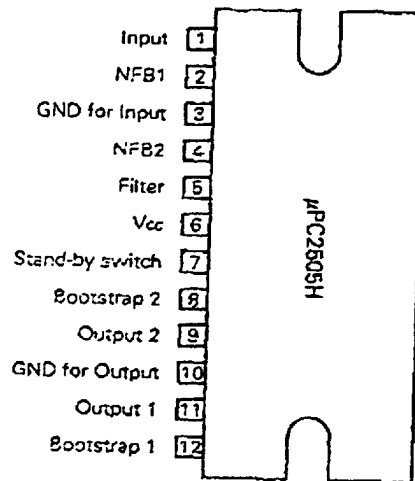 Input 1
NFB1 2
GND for Input 3
NFB2 4
Filter 5
Vcc 6
Stand-by switch 7
Bootstrap 2 8
Output 2 9
GND for Output 10
Output 1 11
Bootstrap 1 12
µPC2505H